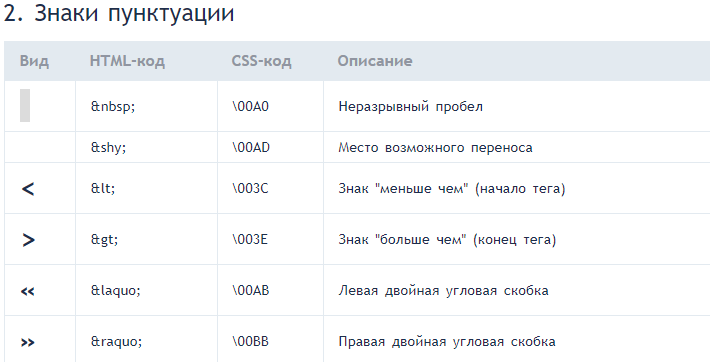 2. Знаки пунктуации
Вид HTML-код CSS-код Описание
&nbsp; \00A0 Неразрывный пробел
&shy; \00AD Место возможного переноса
< &lt; \003C Знак "меньше чем" (начало тега)
> &gt; \003E Знак "больше чем" (конец тега)
« &laquo; \00AB Левая двойная угловая скобка
» &raquo; \00BB Правая двойная угловая скобка